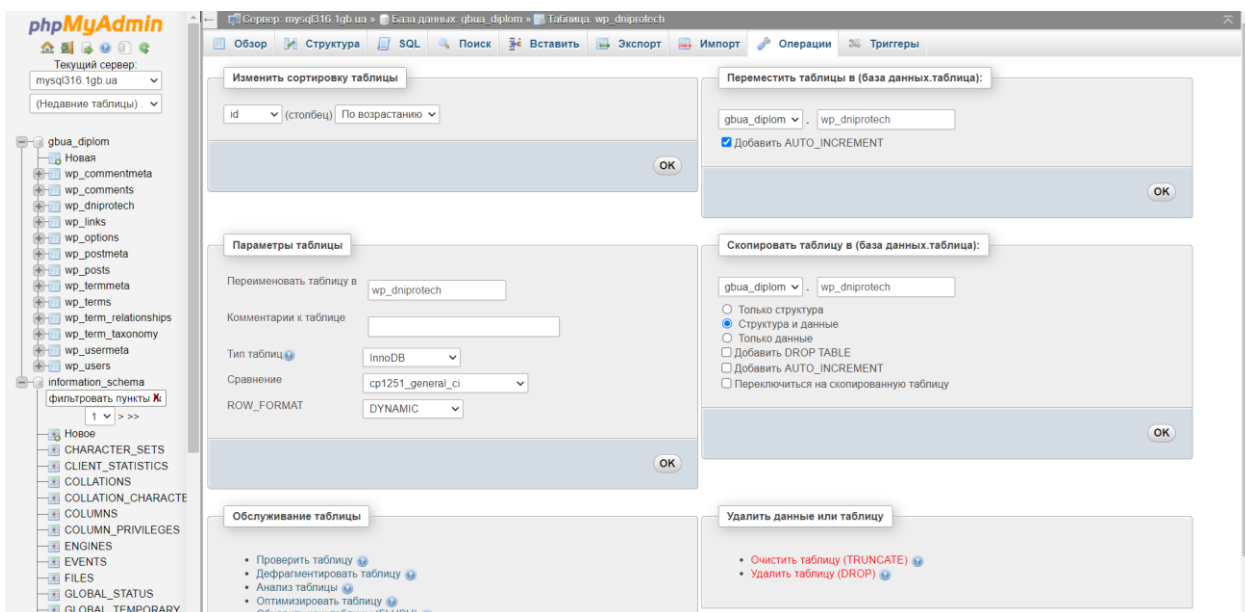 phpMyAdmin
Текущий сервер:
mysql316.1gb.ua
(Недавние таблицы) .
gbua_diplom
Новая
wp_commentmeta
wp_comments
wp_dniprotech
wp_links
wp_options
wp_postmeta
wp_posts
wp_termmeta
wp_terms
wp_term_relationships
wp_term_taxonomy
wp_usermeta
wp_users
information_schema
фильтровать пункты X
1 > >>
Новое
CHARACTER_SETS
CLIENT_STATISTICS
COLLATIONS
COLLATION_CHARACTE
COLUMNS
COLUMN_PRIVILEGES
ENGINES
EVENTS
FILES
GLOBAL_STATUS
GLOBAL_TEMPORARY
Сервер: mysql316.1gb.ua » База данных: gbua_diplom » Таблица: wp_dniprotech
Обзор Структура SQL Поиск Вставить Экспорт Импорт Операции Триггеры
Изменить сортировку таблицы
id (столбец) По возрастанию
OK
Переместить таблицы в (база данных.таблица):
gbua_diplom . wp_dniprotech
Добавить AUTO_INCREMENT
OK
Параметры таблицы
Переименовать таблицу в wp_dniprotech
Комментарии к таблице
Тип таблиц InnoDB
Сравнение cp1251_general_ci
ROW_FORMAT DYNAMIC
OK
Скопировать таблицу в (база данных.таблица):
gbua_diplom . wp_dniprotech
Только структура
Структура и данные
Только данные
Добавить DROP TABLE
Добавить AUTO_INCREMENT
Переключиться на скопированную таблицу
OK
Обслуживание таблицы
Проверить таблицу
Дефрагментировать таблицу
Анализ таблицы
Оптимизировать таблицу
Удалить данные или таблицу
Очистить таблицу (TRUNCATE)
Удалить таблицу (DROP)